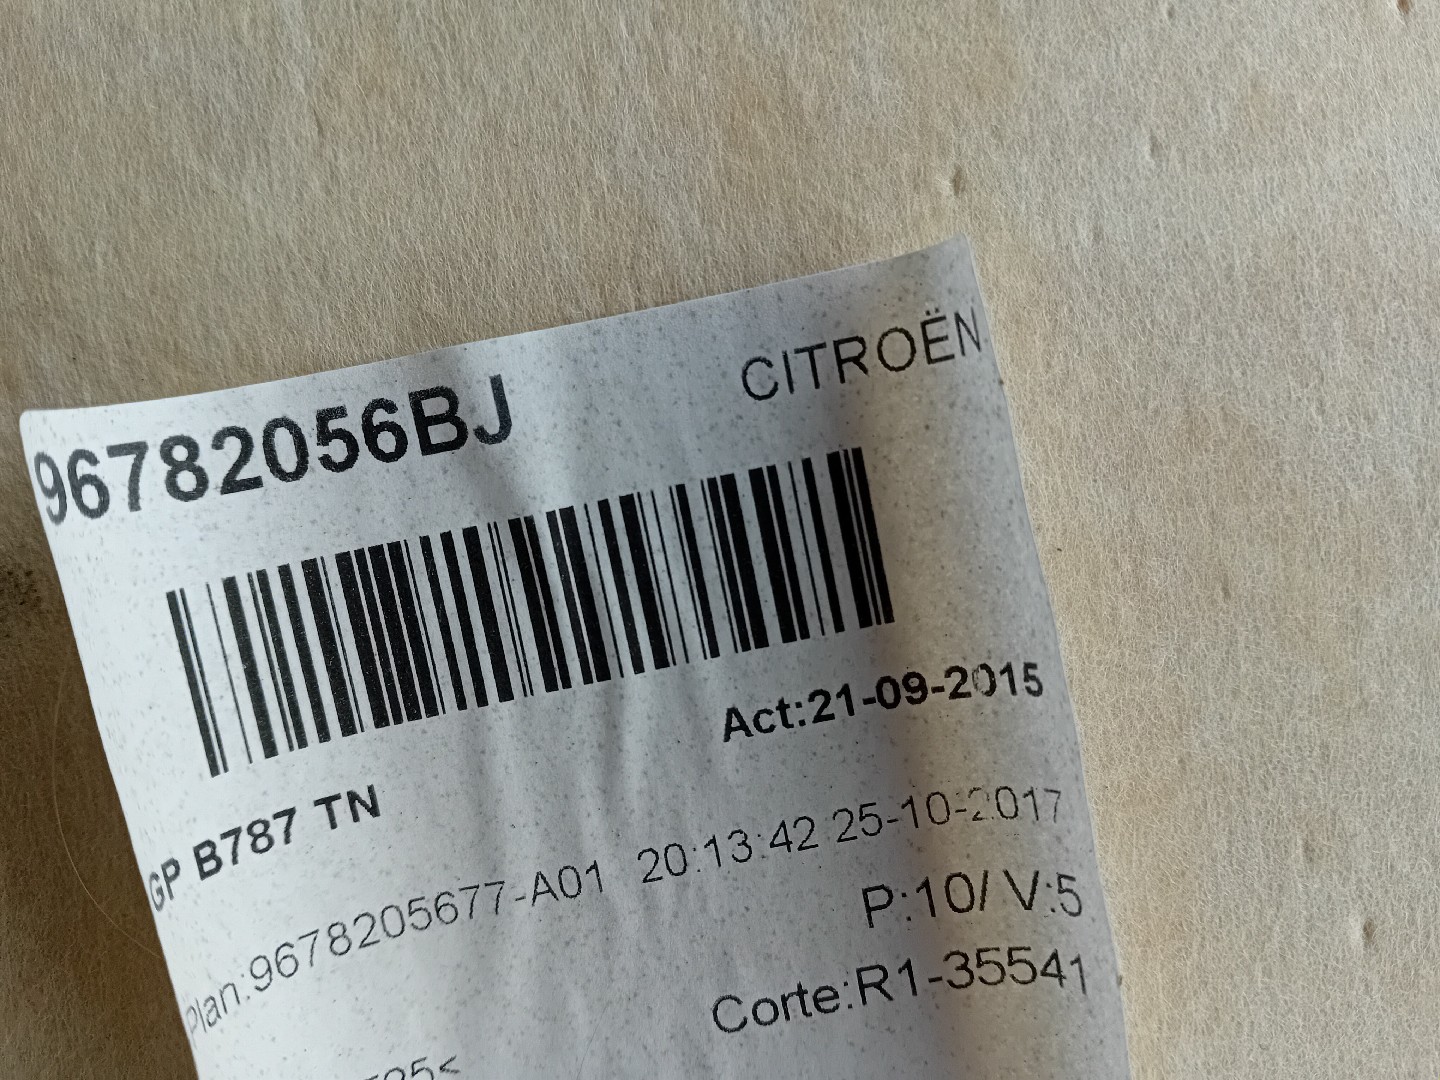 CITROËN
96782056BJ
Act:21-09-2015
GP B787 TN
Plan:9678205677-A01 20:13:42 25-10-2017
P:10/ V:5
Corte:R1-35541